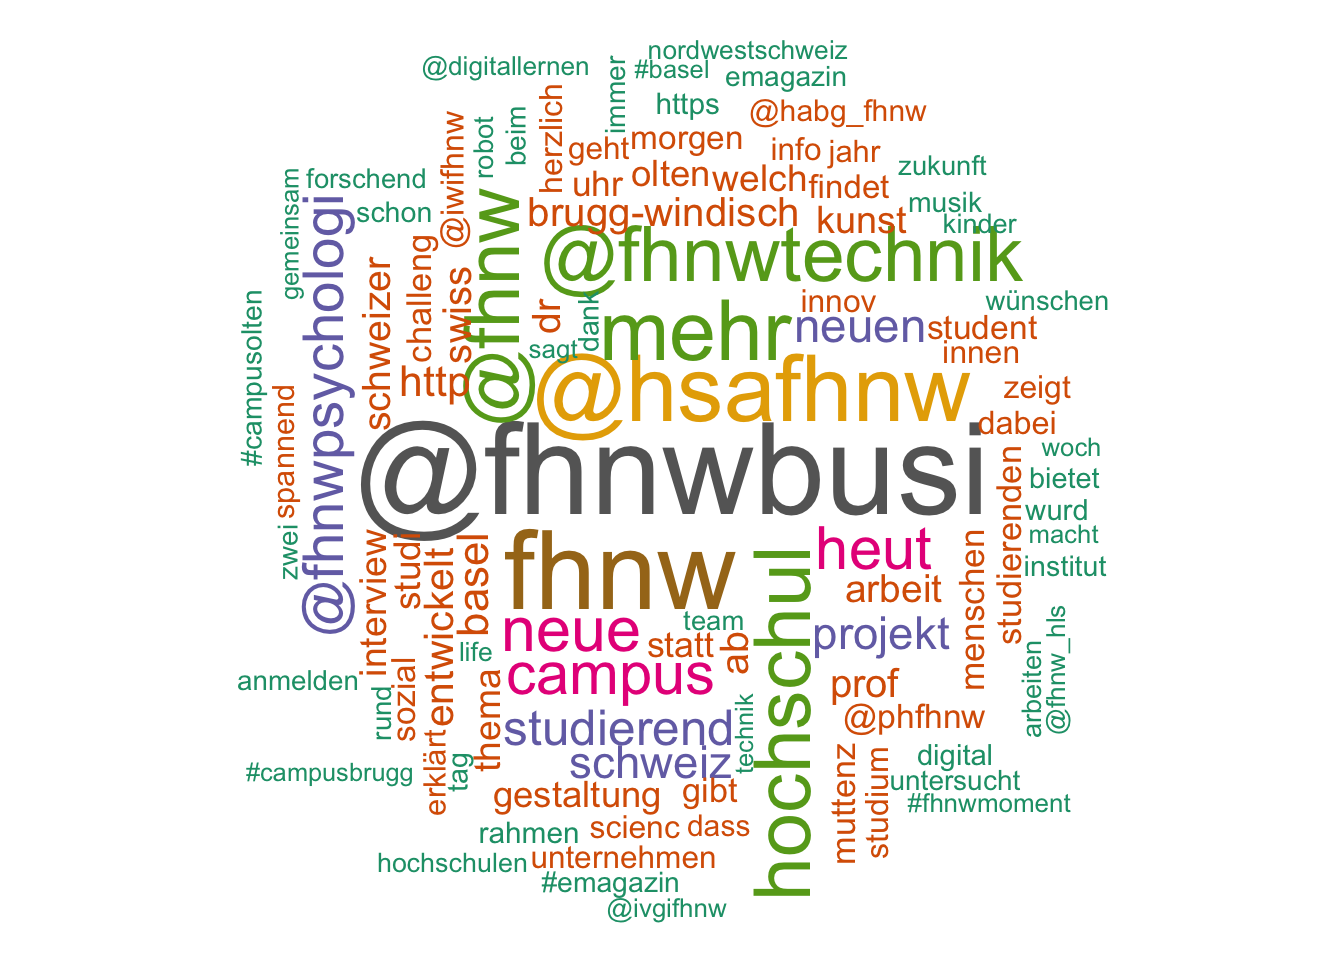 nordwestschweiz
@digitallernen
#basel
emagazin
immer
https
@habg_fhnw
robot
beim
herzlich
geht
morgen
info
jahr
@iwifhnw
zukunft
gemeinsam
forschend
uhr
olten
welch
findet
schon
brugg-windisch
kunst
musik
kinder
@fhnwpsychologi
@fhnw
@fhnwtechnik
schweizer
challeng
swiss
dr
dank
innov
wünschen
#campusolten
mehr
neuen
student
sagt
innen
http
@hsafhnw
zeigt
spannend
dabei
@fhnwbusi
woch
studierenden
bietet
wurd
zwei
interview
studi
entwickelt
basel
fhnw
hochschul
heut
menschen
macht
institut
arbeit
neue
team
statt
ab
projekt
life
arbeiten
@fhnw_hls
anmelden
rund
sozial
thema
campus
prof
@phfhnw
studierend
technik
schweiz
erklärt
tag
#campusbrugg
muttenz
studium
digital
untersucht
gestaltung
gibt
#fhnwmoment
rahmen
scienc
dass
hochschulen
unternehmen
#emagazin
@ivgifhnw